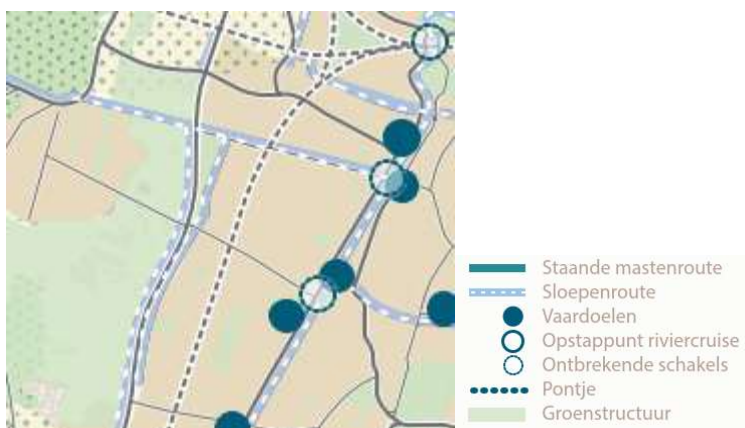 Staande mastenroute
Sloepenroute
Vaardoelen
Opstappunt riviercruise
Ontbrekende schakels
Pontje
Groenstructuur